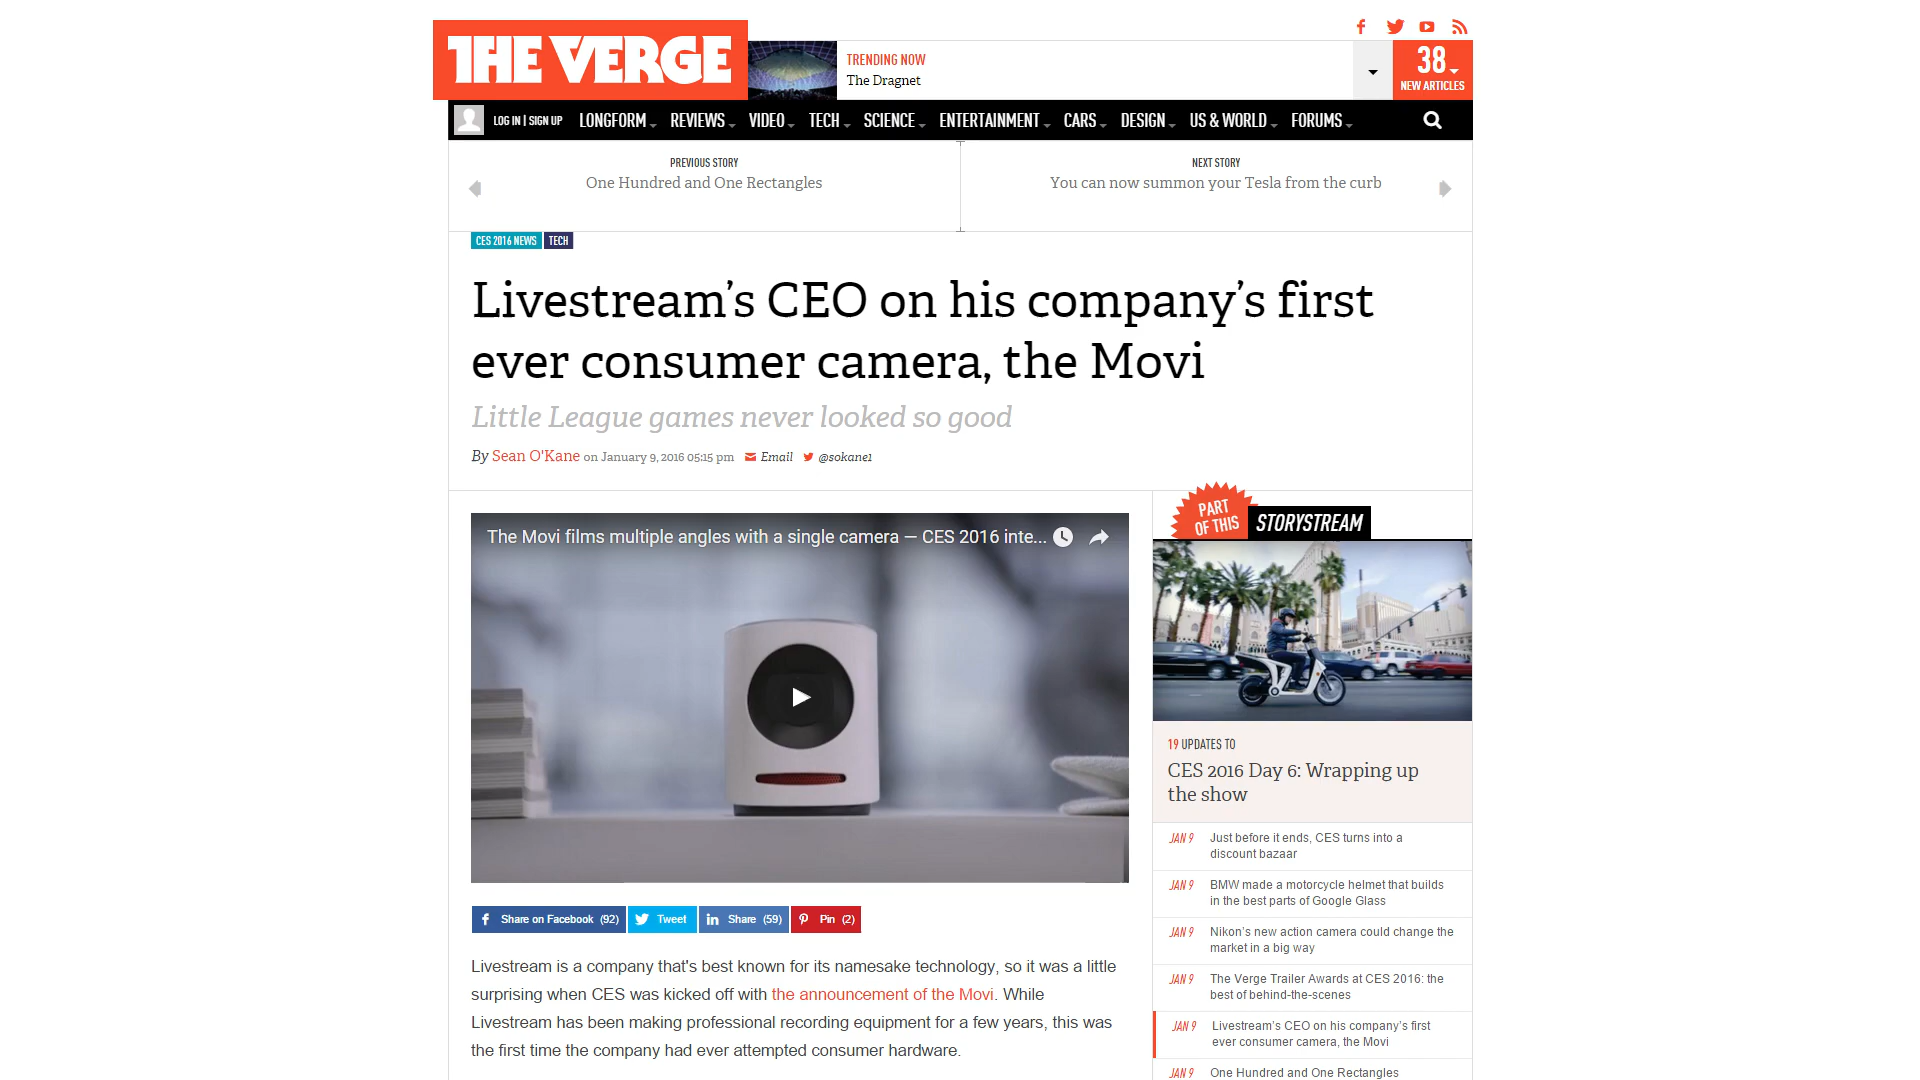 THE VERGE
TRENDING NOW
The Dragnet
38
NEW ARTICLES
LOG IN | SIGN UP
LONGFORM
REVIEWS
VIDEO
TECH
SCIENCE
ENTERTAINMENT
CARS
DESIGN
US & WORLD
FORUMS
PREVIOUS STORY
One Hundred and One Rectangles
NEXT STORY
You can now summon your Tesla from the curb
CES 2016 NEWS
TECH
Livestream’s CEO on his company’s first
ever consumer camera, the Movi
Little League games never looked so good
By Sean O'Kane on January 9, 2016 05:15 pm Email @sokane1
The Movi films multiple angles with a single camera — CES 2016 inte...
Share on Facebook (92)
Tweet
Share (59)
Pin (2)
Livestream is a company that's best known for its namesake technology, so it was a little
surprising when CES was kicked off with the announcement of the Movi. While
Livestream has been making professional recording equipment for a few years, this was
the first time the company had ever attempted consumer hardware.
PART
OF THIS
STORYSTREAM
19 UPDATES TO
CES 2016 Day 6: Wrapping up
the show
JAN 9 Just before it ends, CES turns into a
discount bazaar
JAN 9 BMW made a motorcycle helmet that builds
in the best parts of Google Glass
JAN 9 Nikon’s new action camera could change the
market in a big way
JAN 9 The Verge Trailer Awards at CES 2016: the
best of behind-the-scenes
JAN 9 Livestream’s CEO on his company’s first
ever consumer camera, the Movi
JAN 9 One Hundred and One Rectangles